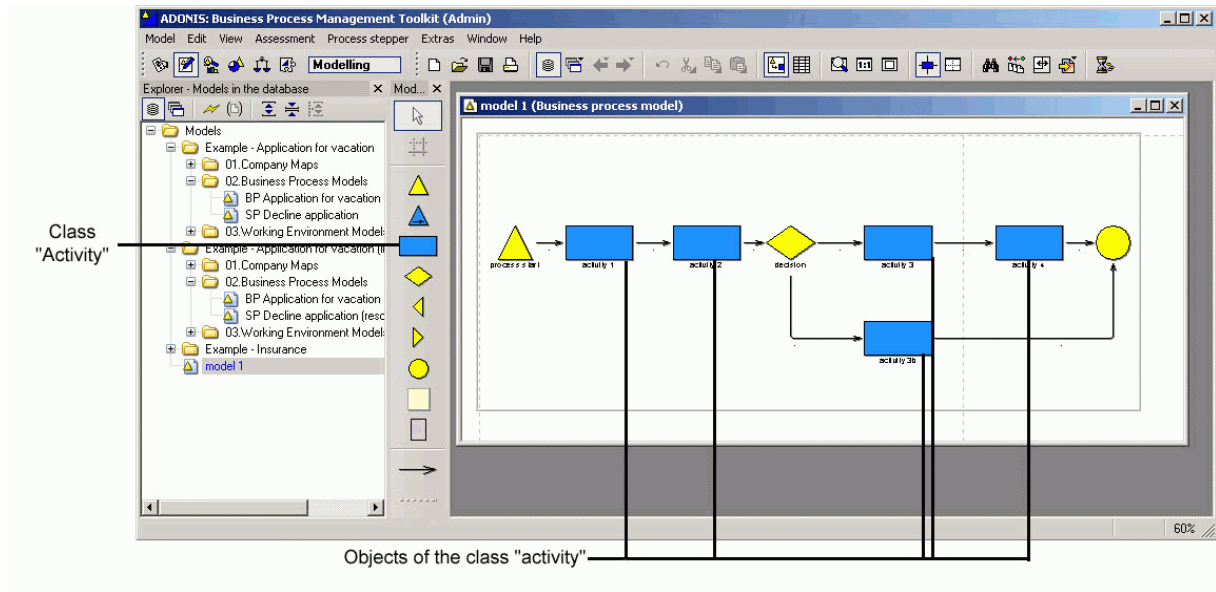 ADONIS: Business Process Management Toolkit (Admin)
Model Edit View Assessment Process stepper Extras Window Help
Modelling
Explorer - Models in the database
Mod...
model 1 (Business process model)
Models
Example - Application for vacation
01.Company Maps
02.Business Process Models
BP Application for vacation
SP Decline application
03.Working Environment Model
Example - Application for vacation (
01.Company Maps
02.Business Process Models
BP Application for vacation
SP Decline application (resc
03.Working Environment Model
Example - Insurance
model 1
Class
"Activity"
process start
activity 1
activity 2
decision
activity 3
activity 4
activity 3b
60%
Objects of the class "activity"